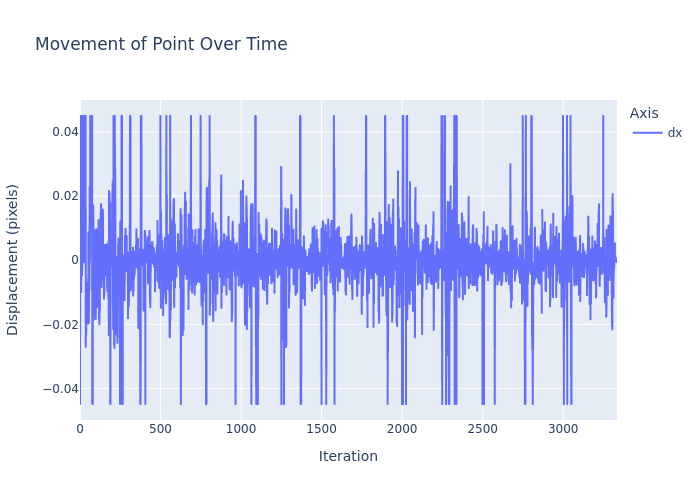 Movement of Point Over Time
Axis
dx
0.04
0.02
0
−0.02
−0.04
Displacement (pixels)
0 500 1000 1500 2000 2500 3000
Iteration